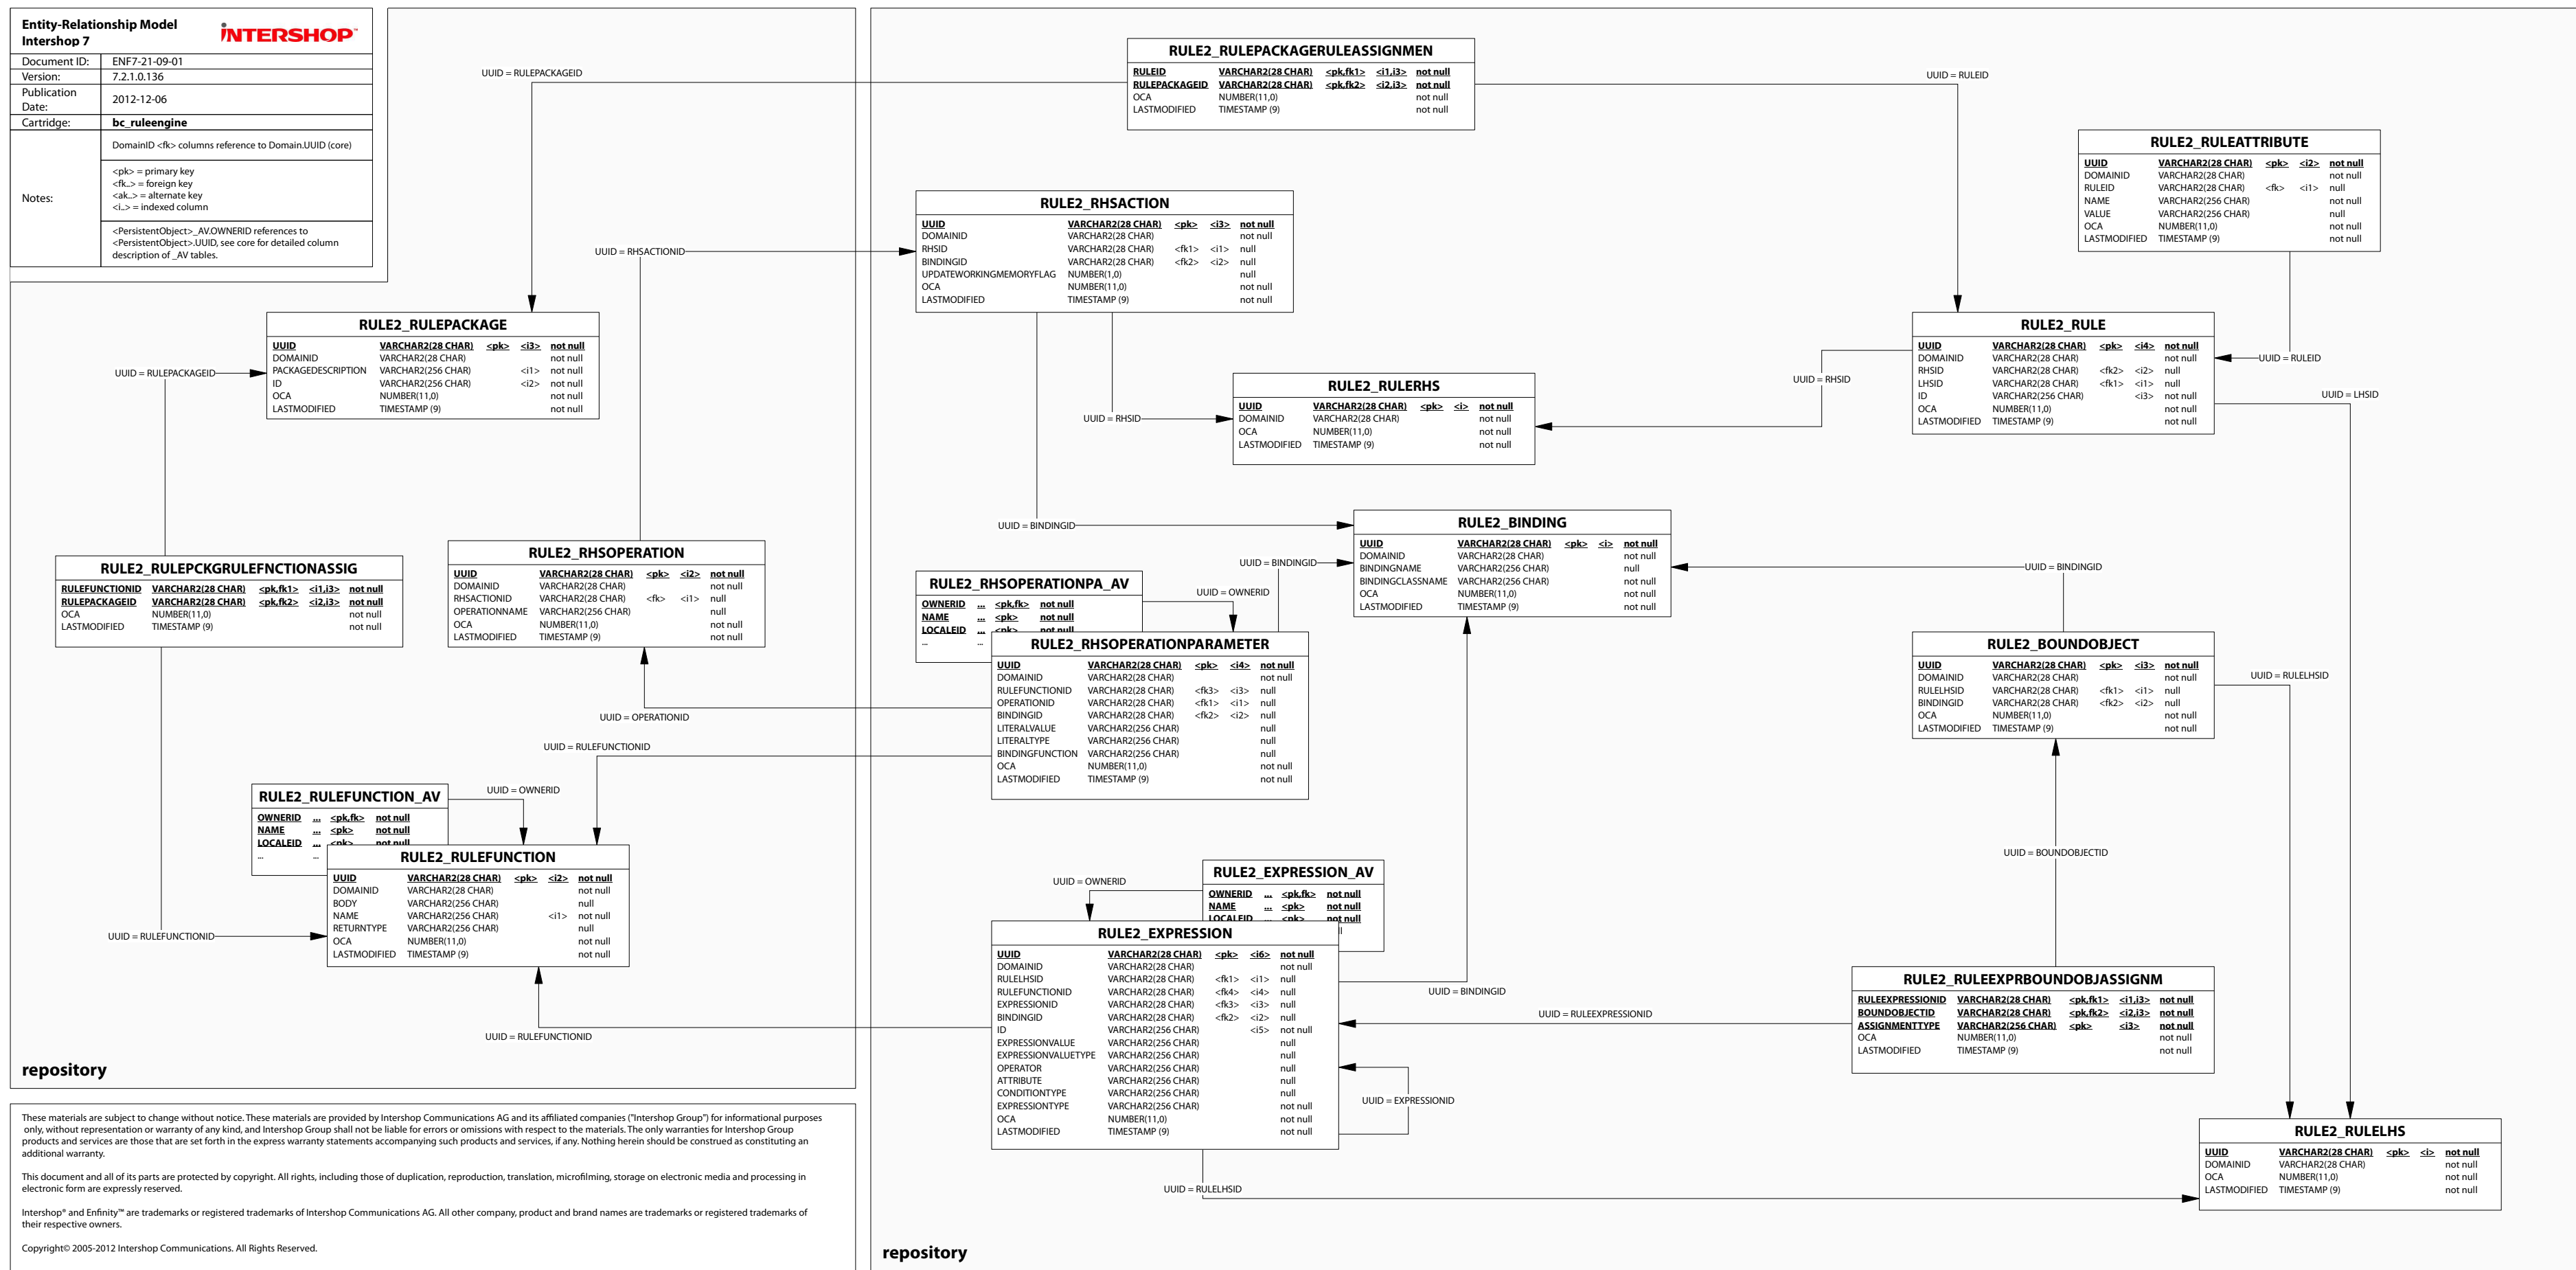 Entity-Relationship Model
Intershop 7
INTERSHOP
Document ID: ENF7-21-09-01
Version: 7.2.1.0.136
Publication
Date: 2012-12-06
Cartridge: bc_ruleengine
Notes:
DomainID <fk> columns reference to Domain.UUID (core)
<pk> = primary key
<fk..> = foreign key
<ak..> = alternate key
<i..> = indexed column
<PersistentObject>_AV.OWNERID references to
<PersistentObject>.UUID, see core for detailed column
description of _AV tables.
UUID = RULEPACKAGEID
RULE2_RULEPACKAGERULEASSIGNMEN
RULEID VARCHAR2(28 CHAR) <pk,fk1> <i1,i3> not null
RULEPACKAGEID VARCHAR2(28 CHAR) <pk,fk2> <i2,i3> not null
OCA NUMBER(11,0) not null
LASTMODIFIED TIMESTAMP (9) not null
UUID = RULEID
RULE2_RULEATTRIBUTE
UUID VARCHAR2(28 CHAR) <pk> <i2> not null
DOMAINID VARCHAR2(28 CHAR) not null
RULEID VARCHAR2(28 CHAR) <fk> <i1> null
NAME VARCHAR2(256 CHAR) not null
VALUE VARCHAR2(256 CHAR) null
OCA NUMBER(11,0) not null
LASTMODIFIED TIMESTAMP (9) not null
UUID = RHSACTIONID
RULE2_RHSACTION
UUID VARCHAR2(28 CHAR) <pk> <i3> not null
DOMAINID VARCHAR2(28 CHAR) not null
RHSID VARCHAR2(28 CHAR) <fk1> <i1> null
BINDINGID VARCHAR2(28 CHAR) <fk2> <i2> null
UPDATEWORKINGMEMORYFLAG NUMBER(1,0) null
OCA NUMBER(11,0) not null
LASTMODIFIED TIMESTAMP (9) not null
RULE2_RULEPACKAGE
UUID VARCHAR2(28 CHAR) <pk> <i3> not null
DOMAINID VARCHAR2(28 CHAR) not null
PACKAGEDESCRIPTION VARCHAR2(256 CHAR) <i1> not null
ID VARCHAR2(256 CHAR) <i2> not null
OCA NUMBER(11,0) not null
LASTMODIFIED TIMESTAMP (9) not null
UUID = RULEPACKAGEID
RULE2_RULE
UUID VARCHAR2(28 CHAR) <pk> <i4> not null
DOMAINID VARCHAR2(28 CHAR) not null
RHSID VARCHAR2(28 CHAR) <fk2> <i2> null
LHSID VARCHAR2(28 CHAR) <fk1> <i1> null
ID VARCHAR2(256 CHAR) <i3> not null
OCA NUMBER(11,0) not null
LASTMODIFIED TIMESTAMP (9) not null
UUID = RULEID
UUID = RHSID
UUID = LHSID
RULE2_RULERHS
UUID VARCHAR2(28 CHAR) <pk> <i> not null
DOMAINID VARCHAR2(28 CHAR) not null
OCA NUMBER(11,0) not null
LASTMODIFIED TIMESTAMP (9) not null
UUID = RHSID
UUID = BINDINGID
RULE2_BINDING
UUID VARCHAR2(28 CHAR) <pk> <i> not null
DOMAINID VARCHAR2(28 CHAR) not null
BINDINGNAME VARCHAR2(256 CHAR) null
BINDINGCLASSNAME VARCHAR2(256 CHAR) not null
OCA NUMBER(11,0) not null
LASTMODIFIED TIMESTAMP (9) not null
UUID = BINDINGID
UUID = BINDINGID
RULE2_RULEPCKGRULEFNCTIONASSIG
RULEFUNCTIONID VARCHAR2(28 CHAR) <pk,fk1> <i1,i3> not null
RULEPACKAGEID VARCHAR2(28 CHAR) <pk,fk2> <i2,i3> not null
OCA NUMBER(11,0) not null
LASTMODIFIED TIMESTAMP (9) not null
RULE2_RHSOPERATION
UUID VARCHAR2(28 CHAR) <pk> <i2> not null
DOMAINID VARCHAR2(28 CHAR) not null
RHSACTIONID VARCHAR2(28 CHAR) <fk> <i1> null
OPERATIONNAME VARCHAR2(256 CHAR) null
OCA NUMBER(11,0) not null
LASTMODIFIED TIMESTAMP (9) not null
RULE2_RHSOPERATIONPA_AV
OWNERID ... <pk,fk> not null
NAME ... <pk> not null
LOCALEID ... <pk> not null
... ...
UUID = OWNERID
RULE2_RHSOPERATIONPARAMETER
UUID VARCHAR2(28 CHAR) <pk> <i4> not null
DOMAINID VARCHAR2(28 CHAR) not null
RULEFUNCTIONID VARCHAR2(28 CHAR) <fk3> <i3> null
OPERATIONID VARCHAR2(28 CHAR) <fk1> <i1> null
BINDINGID VARCHAR2(28 CHAR) <fk2> <i2> null
LITERALVALUE VARCHAR2(256 CHAR) null
LITERALTYPE VARCHAR2(256 CHAR) null
BINDINGFUNCTION VARCHAR2(256 CHAR) null
OCA NUMBER(11,0) not null
LASTMODIFIED TIMESTAMP (9) not null
RULE2_BOUNDOBJECT
UUID VARCHAR2(28 CHAR) <pk> <i3> not null
DOMAINID VARCHAR2(28 CHAR) not null
RULELHSID VARCHAR2(28 CHAR) <fk1> <i1> null
BINDINGID VARCHAR2(28 CHAR) <fk2> <i2> null
OCA NUMBER(11,0) not null
LASTMODIFIED TIMESTAMP (9) not null
UUID = RULELHSID
UUID = OPERATIONID
UUID = RULEFUNCTIONID
RULE2_RULEFUNCTION_AV
OWNERID ... <pk,fk> not null
NAME ... <pk> not null
LOCALEID ... <pk> not null
... ...
UUID = OWNERID
RULE2_RULEFUNCTION
UUID VARCHAR2(28 CHAR) <pk> <i2> not null
DOMAINID VARCHAR2(28 CHAR) not null
BODY VARCHAR2(256 CHAR) null
NAME VARCHAR2(256 CHAR) <i1> not null
RETURNTYPE VARCHAR2(256 CHAR) null
OCA NUMBER(11,0) not null
LASTMODIFIED TIMESTAMP (9) not null
UUID = RULEFUNCTIONID
UUID = BOUNDOBJECTID
UUID = OWNERID
RULE2_EXPRESSION_AV
OWNERID ... <pk,fk> not null
NAME ... <pk> not null
LOCALEID ... <pk> not null
RULE2_EXPRESSION
UUID VARCHAR2(28 CHAR) <pk> <i6> not null
DOMAINID VARCHAR2(28 CHAR) not null
RULELHSID VARCHAR2(28 CHAR) <fk1> <i1> null
RULEFUNCTIONID VARCHAR2(28 CHAR) <fk4> <i4> null
EXPRESSIONID VARCHAR2(28 CHAR) <fk3> <i3> null
BINDINGID VARCHAR2(28 CHAR) <fk2> <i2> null
ID VARCHAR2(256 CHAR) <i5> not null
EXPRESSIONVALUE VARCHAR2(256 CHAR) null
EXPRESSIONVALUETYPE VARCHAR2(256 CHAR) null
OPERATOR VARCHAR2(256 CHAR) null
ATTRIBUTE VARCHAR2(256 CHAR) null
CONDITIONTYPE VARCHAR2(256 CHAR) null
EXPRESSIONTYPE VARCHAR2(256 CHAR) not null
OCA NUMBER(11,0) not null
LASTMODIFIED TIMESTAMP (9) not null
UUID = BINDINGID
UUID = RULEEXPRESSIONID
UUID = EXPRESSIONID
UUID = RULEFUNCTIONID
RULE2_RULEEXPRBOUNDOBJASSIGNM
RULEEXPRESSIONID VARCHAR2(28 CHAR) <pk,fk1> <i1,i3> not null
BOUNDOBJECTID VARCHAR2(28 CHAR) <pk,fk2> <i2,i3> not null
ASSIGNMENTTYPE VARCHAR2(256 CHAR) <pk> <i3> not null
OCA NUMBER(11,0) not null
LASTMODIFIED TIMESTAMP (9) not null
RULE2_RULELHS
UUID VARCHAR2(28 CHAR) <pk> <i> not null
DOMAINID VARCHAR2(28 CHAR) not null
OCA NUMBER(11,0) not null
LASTMODIFIED TIMESTAMP (9) not null
UUID = RULELHSID
repository
These materials are subject to change without notice. These materials are provided by Intershop Communications AG and its affiliated companies ("Intershop Group") for informational purposes
only, without representation or warranty of any kind, and Intershop Group shall not be liable for errors or omissions with respect to the materials. The only warranties for Intershop Group
products and services are those that are set forth in the express warranty statements accompanying such products and services, if any. Nothing herein should be construed as constituting an
additional warranty.
This document and all of its parts are protected by copyright. All rights, including those of duplication, reproduction, translation, microfilming, storage on electronic media and processing in
electronic form are expressly reserved.
Intershop® and Enfinity™ are trademarks or registered trademarks of Intershop Communications AG. All other company, product and brand names are trademarks or registered trademarks of
their respective owners.
Copyright© 2005-2012 Intershop Communications. All Rights Reserved.
repository